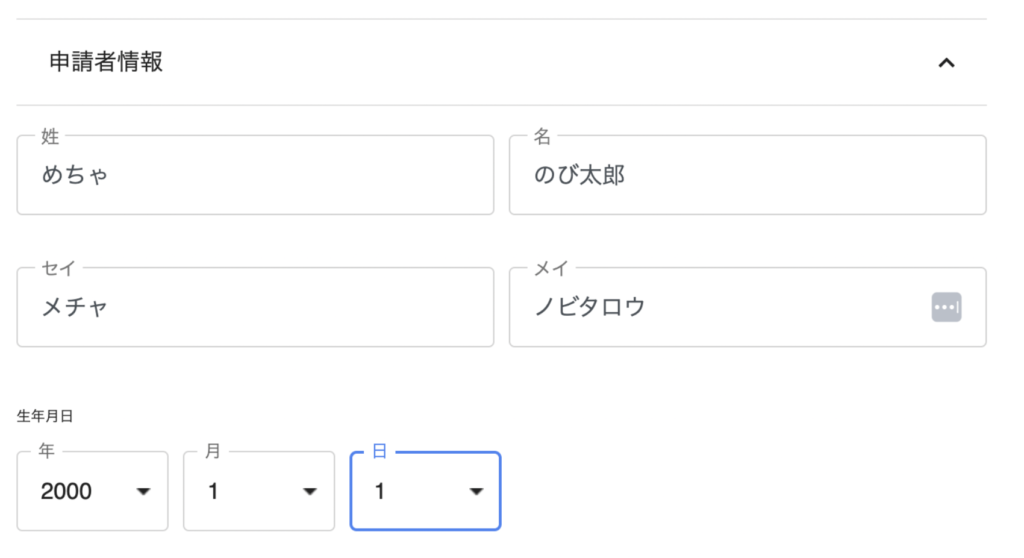 申請者情報
姓 名
めちゃ のび太郎
セイ メイ
メチャ ノビタロウ
生年月日
年 月 日
2000 1 1